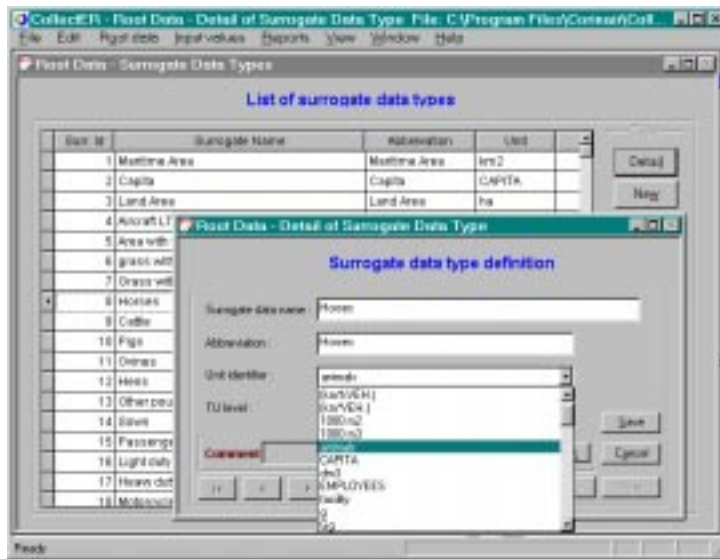 CollectER - Root Data - Detail of Surrogate Data Type File: C:\Program Files\Corinair\Coll...
File Edit Root data Input values Reports View Window Help
Root Data - Surrogate Data Types
List of surrogate data types
Surr. Id Surrogate Name Abbreviation Unit
1 Maritime Area Maritime Area km2
2 Capita Capita CAPITA
3 Land Area Land Area ha
4 Aircraft LT
5 Area with
6 grass with
7 Grass with
8 Horses
9 Cattle
10 Pigs
11 Ovines
12 Hens
13 Other pou
14 Sows
15 Passenge
16 Light duty
17 Heavy dut
18 Motorcycle
Detail
New
Root Data - Detail of Surrogate Data Type
Surrogate data type definition
Surrogate data name : Horses
Abbreviation : Horses
Unit identifier : animals
TU level :
Comment
(km*VEH.)
1000 m2
1000 m3
animals
CAPITA
dm3
EMPLOYEES
facility
g
kg
Save
Cancel
Ready